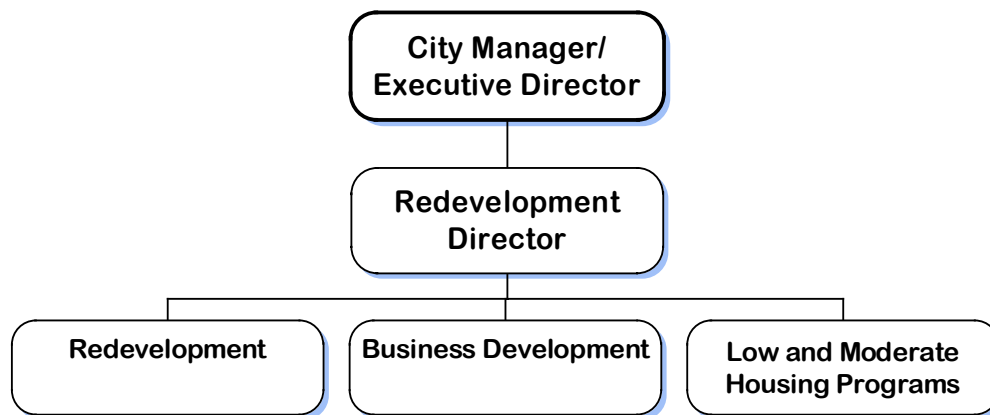 City Manager/
Executive Director
Redevelopment
Director
Redevelopment
Business Development
Low and Moderate
Housing Programs